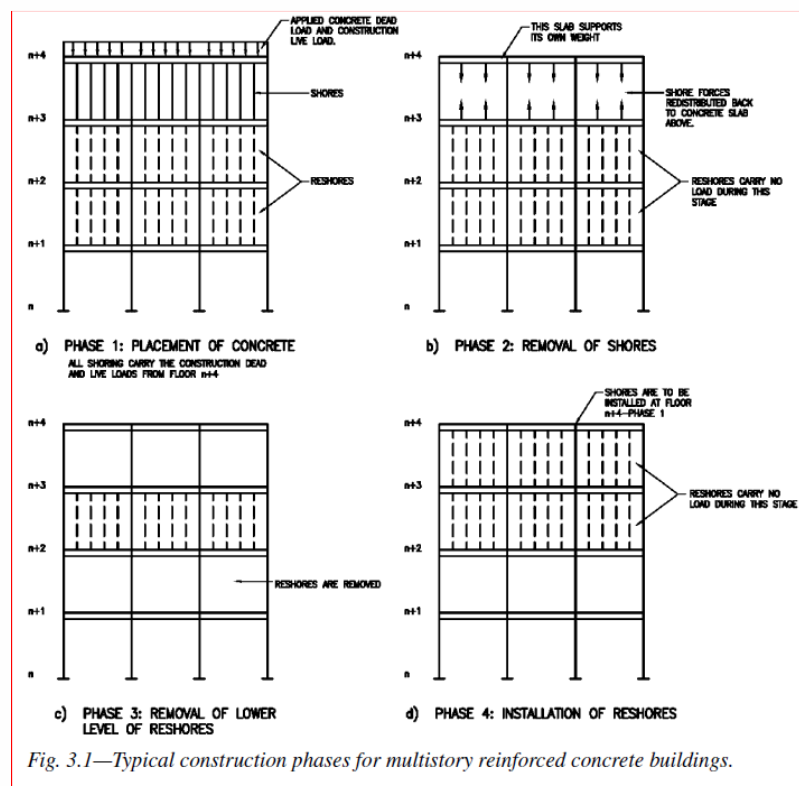 APPLIED CONCRETE DEAD
LOAD AND CONSTRUCTION
LIVE LOAD.
n+4
SHORES
n+3
n+2
RESHORES
n+1
n
a) PHASE 1: PLACEMENT OF CONCRETE
ALL SHORING CARRY THE CONSTRUCTION DEAD
AND LIVE LOADS FROM FLOOR n+4
THIS SLAB SUPPORTS
ITS OWN WEIGHT
n+4
SHORE FORCES
REDISTRIBUTED BACK
TO CONCRETE SLAB
ABOVE.
n+3
n+2
RESHORES CARRY NO
LOAD DURING THIS
STAGE
n+1
n
b) PHASE 2: REMOVAL OF SHORES
n+4
n+3
n+2
RESHORES ARE REMOVED
n+1
n
c) PHASE 3: REMOVAL OF LOWER
LEVEL OF RESHORES
SHORES ARE TO BE
INSTALLED AT FLOOR
n+4-PHASE 1
n+4
n+3
RESHORES CARRY NO
LOAD DURING THIS STAGE
n+2
n+1
n
d) PHASE 4: INSTALLATION OF RESHORES
Fig. 3.1—Typical construction phases for multistory reinforced concrete buildings.